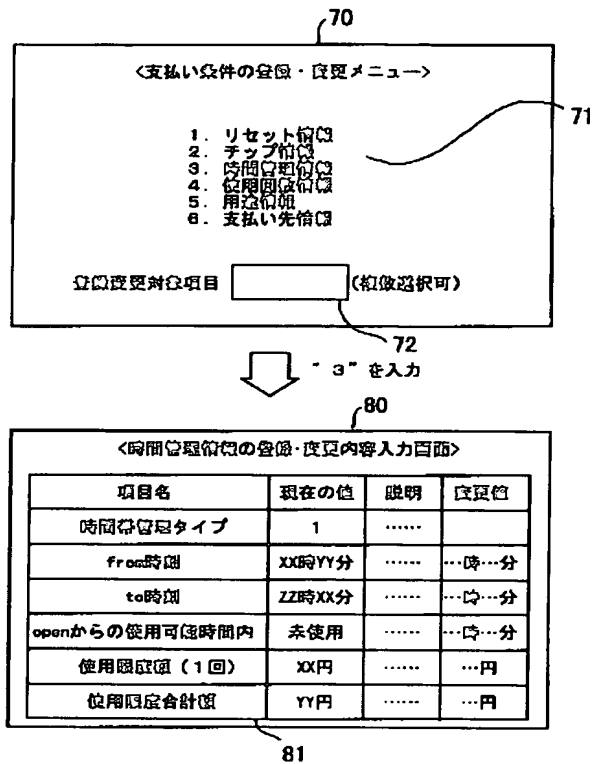 70
<支払い条件の登録・変更メニュー>
71
1. リセット情報
2. チップ情報
3. 時間管理情報
4. 使用回数情報
5. 用途情報
6. 支払い先情報
登録変更対象項目 (複数選択可)
72
"3"を入力
80
<時間管理情報の登録・変更内容入力画面>
項目名 現在の値 説明 変更値
時間帯管理タイプ 1 ……
from時刻 XX時YY分 …… …時…分
to時刻 ZZ時XX分 …… …時…分
openからの使用可能時間内 未使用 …… …時…分
使用限度額(1回) XX円 …… …円
使用限度合計額 YY円 …… …円
81